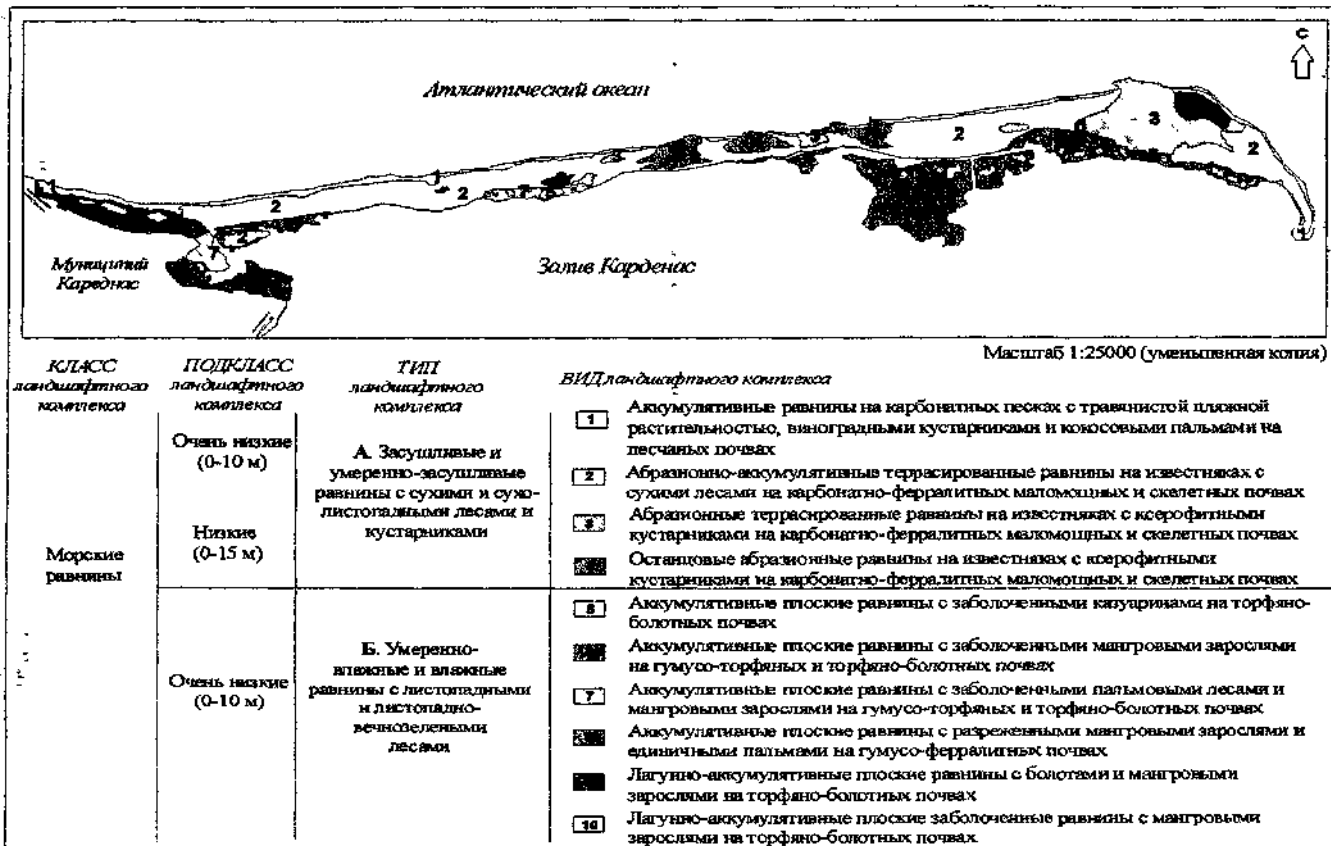 С
Атлантический океан
3
2
2
1
2
2
7
2
7
1
Муниципий
Кареднас
Залив Карденас
Масштаб 1:25000 (уменьшенная копия)
КЛАСС
ландшафтного
комплекса
ПОДКЛАСС
ландшафтного
комплекса
ТИП
ландшафтного
комплекса
ВИД ландшафтного комплекса
Морские
равнины
Очень низкие
(0-10 м)
Низкие
(0-15 м)
А. Засушливые и
умеренно-засушливые
равнины с сухими и сухо-
листопадными лесами и
кустарниками
1 Аккумулятивные равнины на карбонатных песках с травянистой пляжной
растительностью, виноградными кустарниками и кокосовыми пальмами на
песчаных почвах
2 Абразионно-аккумулятивные террасированные равнины на известняках с
сухими лесами на карбонатно-ферралитных маломощных и скелетных почвах
3 Абразионные террасированные равнины на известняках с ксерофитными
кустарниками на карбонатно-ферралитных маломощных и скелетных почвах
Останцовые абразионные равнины на известняках с ксерофитными
кустарниками на карбонатно-ферралитных маломощных и скелетных почвах
Очень низкие
(0-10 м)
Б. Умеренно-
влажные и влажные
равнины с листопадными
и листопадно-
вечнозелеными
лесами
5 Аккумулятивные плоские равнины с заболоченными казуаринами на торфяно-
болотных почвах
Аккумулятивные плоские равнины с заболоченными мангровыми зарослями
на гумусо-торфяных и торфяно-болотных почвах
7 Аккумулятивные плоские равнины с заболоченными пальмовыми лесами и
мангровыми зарослями на гумусо-торфяных и торфяно-болотных почвах
Аккумулятивные плоские равнины с разреженными мангровыми зарослями и
единичными пальмами на гумусо-ферралитных почвах
Лагунно-аккумулятивные плоские равнины с болотами и мангровыми
зарослями на торфяно-болотных почвах
10 Лагунно-аккумулятивные плоские заболоченные равнины с мангровыми
зарослями на торфяно-болотных почвах